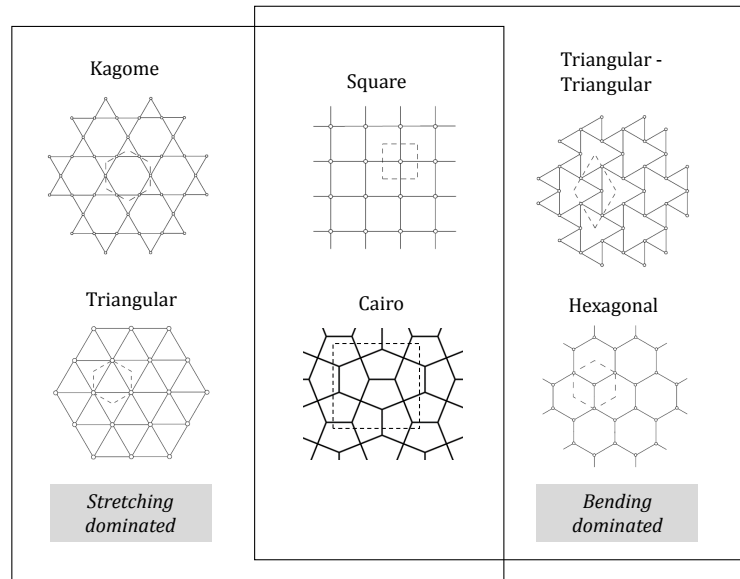 Kagome
Square
Triangular -
Triangular
Triangular
Cairo
Hexagonal
Stretching
dominated
Bending
dominated